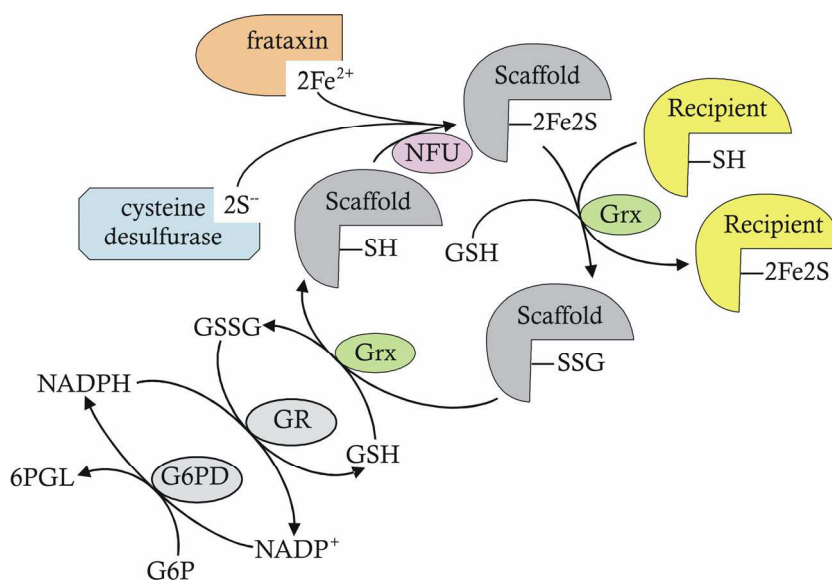 frataxin
2Fe²⁺
Scaffold
2Fe2S
Recipient
SH
NFU
cysteine
desulfurase
2S⁻⁻
Scaffold
SH
GSH
Grx
Recipient
2Fe2S
Scaffold
SSG
GSSG
Grx
NADPH
GR
GSH
6PGL
G6PD
NADP⁺
G6P